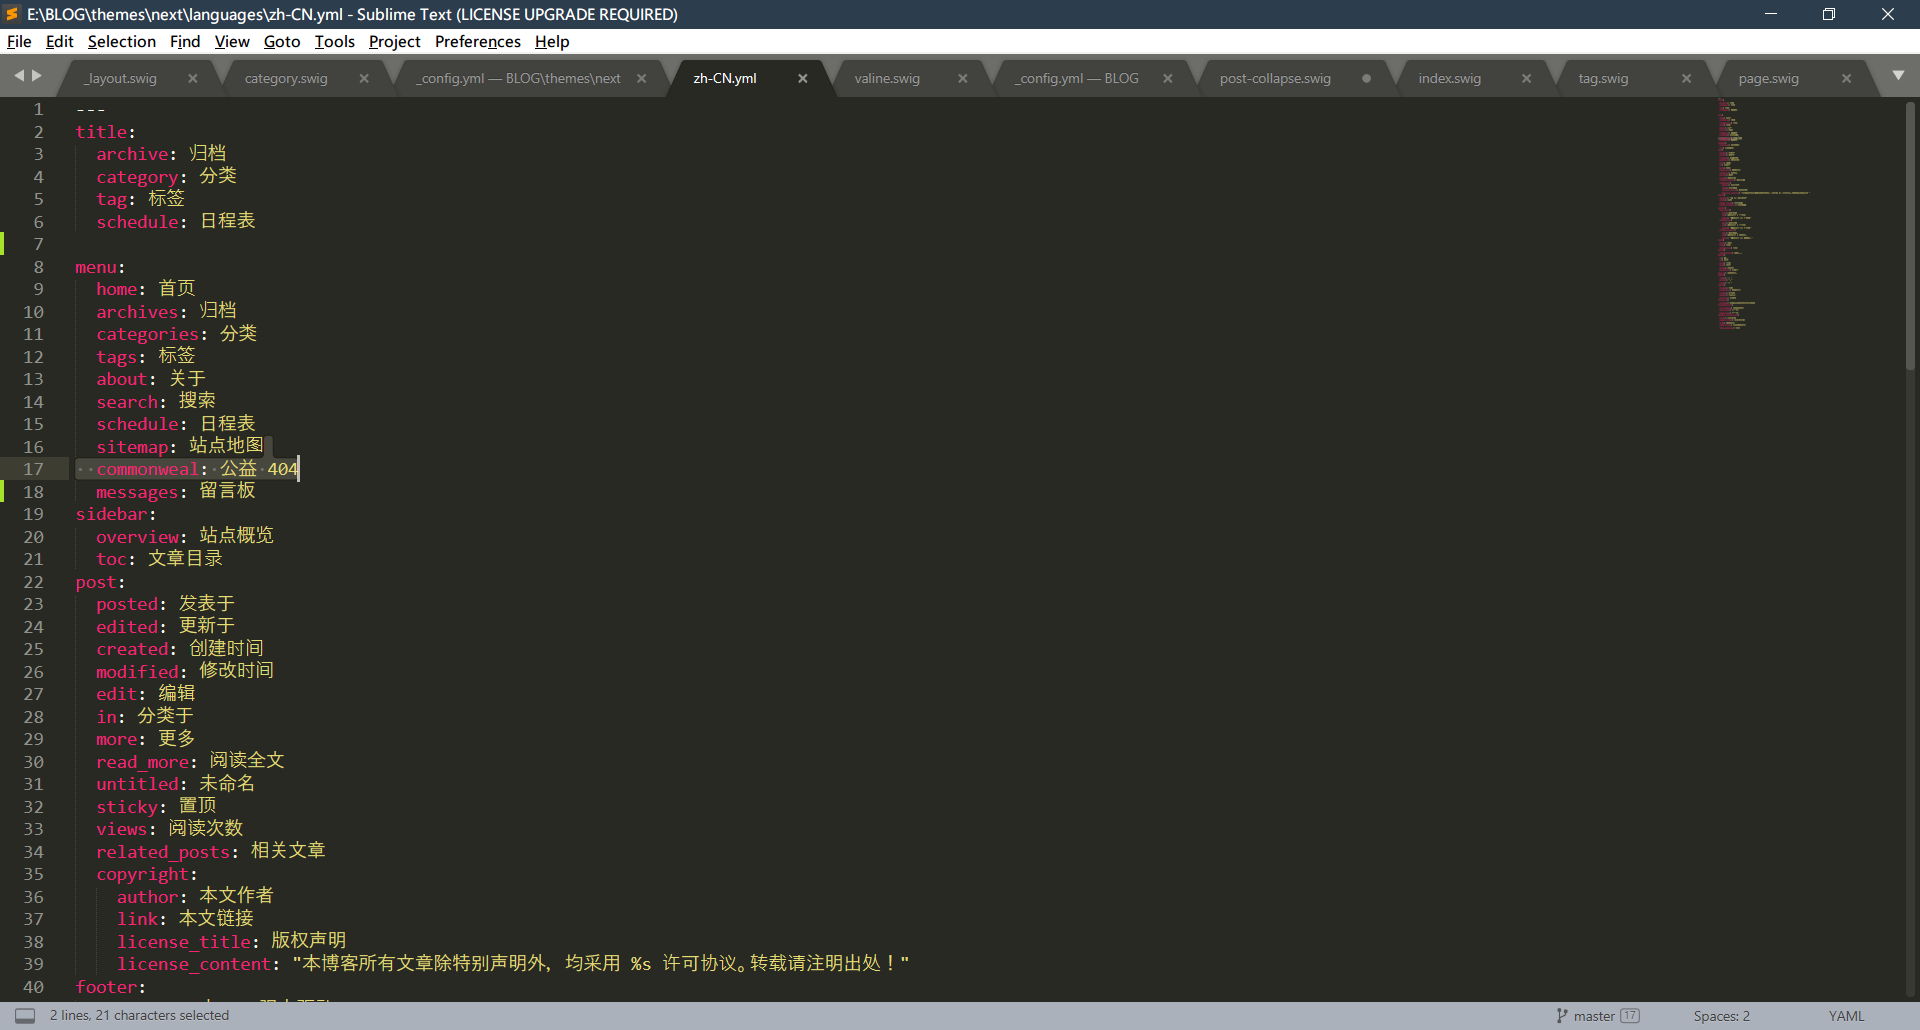 E:\BLOG\themes\next\languages\zh-CN.yml - Sublime Text (LICENSE UPGRADE REQUIRED)
File Edit Selection Find View Goto Tools Project Preferences Help
_layout.swig category.swig _config.yml — BLOG\themes\next zh-CN.yml valine.swig _config.yml — BLOG post-collapse.swig index.swig tag.swig page.swig
1 ---
2 title:
3 archive: 归档
4 category: 分类
5 tag: 标签
6 schedule: 日程表
7
8 menu:
9 home: 首页
10 archives: 归档
11 categories: 分类
12 tags: 标签
13 about: 关于
14 search: 搜索
15 schedule: 日程表
16 sitemap: 站点地图
17 commonweal: 公益 404
18 messages: 留言板
19 sidebar:
20 overview: 站点概览
21 toc: 文章目录
22 post:
23 posted: 发表于
24 edited: 更新于
25 created: 创建时间
26 modified: 修改时间
27 edit: 编辑
28 in: 分类于
29 more: 更多
30 read_more: 阅读全文
31 untitled: 未命名
32 sticky: 置顶
33 views: 阅读次数
34 related_posts: 相关文章
35 copyright:
36 author: 本文作者
37 link: 本文链接
38 license_title: 版权声明
39 license_content: "本博客所有文章除特别声明外，均采用 %s 许可协议。转载请注明出处！"
40 footer:
2 lines, 21 characters selected master 17 Spaces: 2 YAML